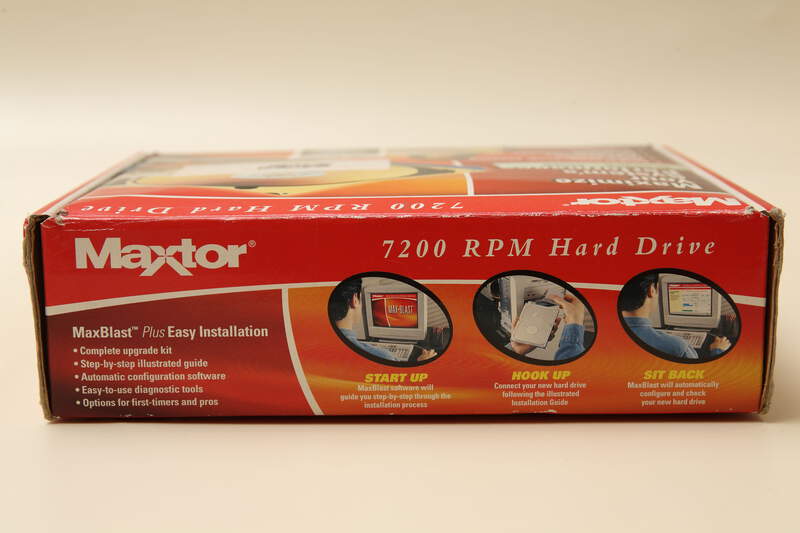 7200 RPM Hard Drive
Maxtor
Maxtor®
7200 RPM Hard Drive
MaxBlast™ Plus Easy Installation
• Complete upgrade kit
• Step-by-step illustrated guide
• Automatic configuration software
• Easy-to-use diagnostic tools
• Options for first-timers and pros
MAXBLAST
START UP
MaxBlast software will
guide you step-by-step through the
installation process
HOOK UP
Connect your new hard drive
following the illustrated
Installation Guide
SIT BACK
MaxBlast will automatically
configure and check
your new hard drive